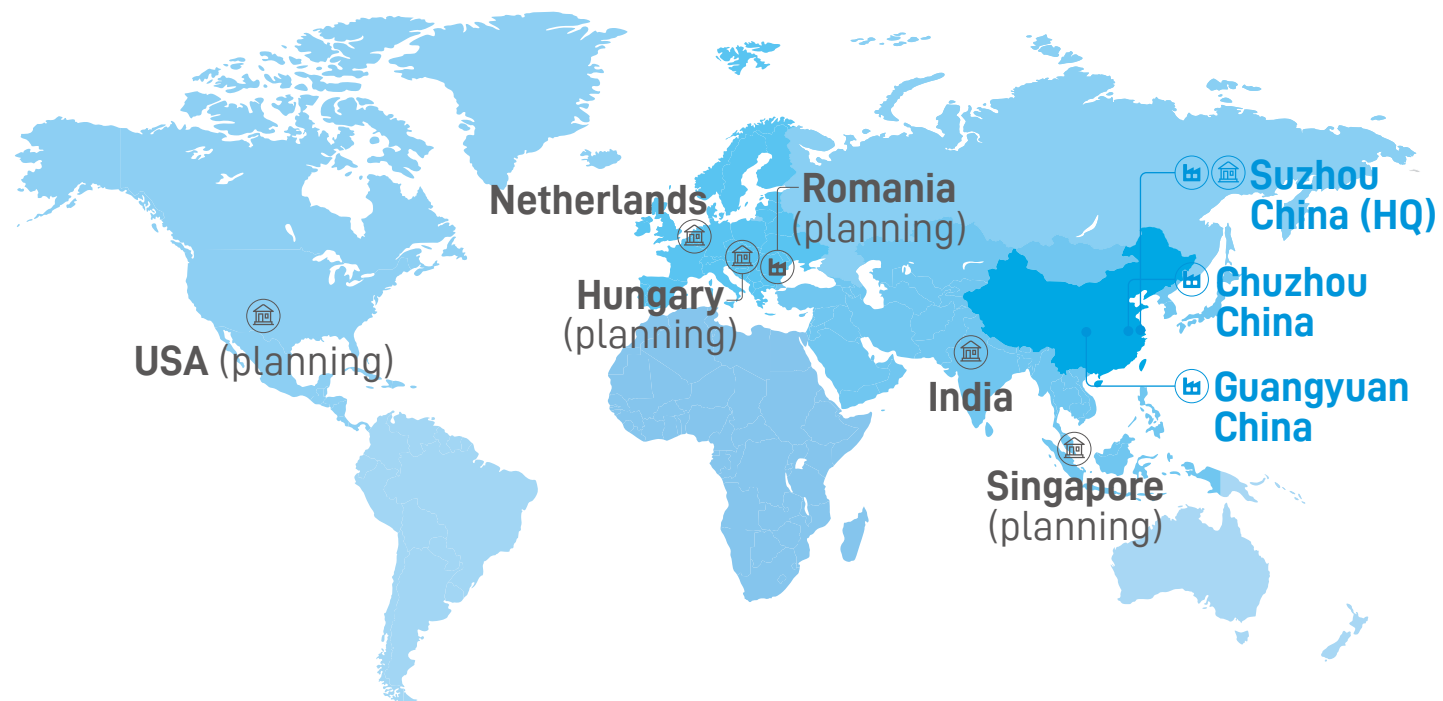 Netherlands
Romania
(planning)
Hungary
(planning)
USA (planning)
India
Singapore
(planning)
Suzhou
China (HQ)
Chuzhou
China
Guangyuan
China